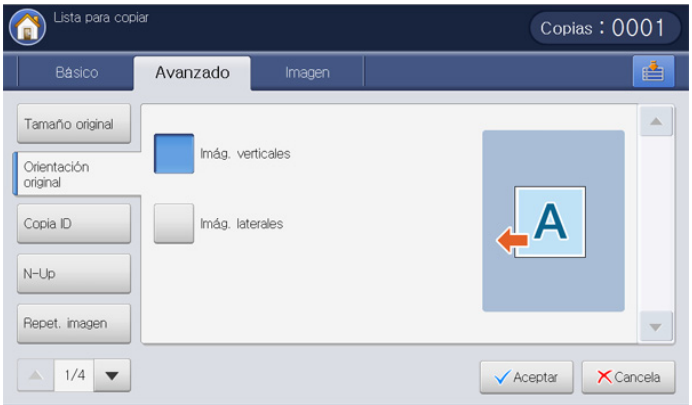 Lista para copiar
Copias : 0001
Básico
Avanzado
Imagen
Tamaño original
Imág. verticales
Orientación
original
A
Copia ID
Imág. laterales
N-Up
Repet. imagen
1/4
Aceptar
Cancela